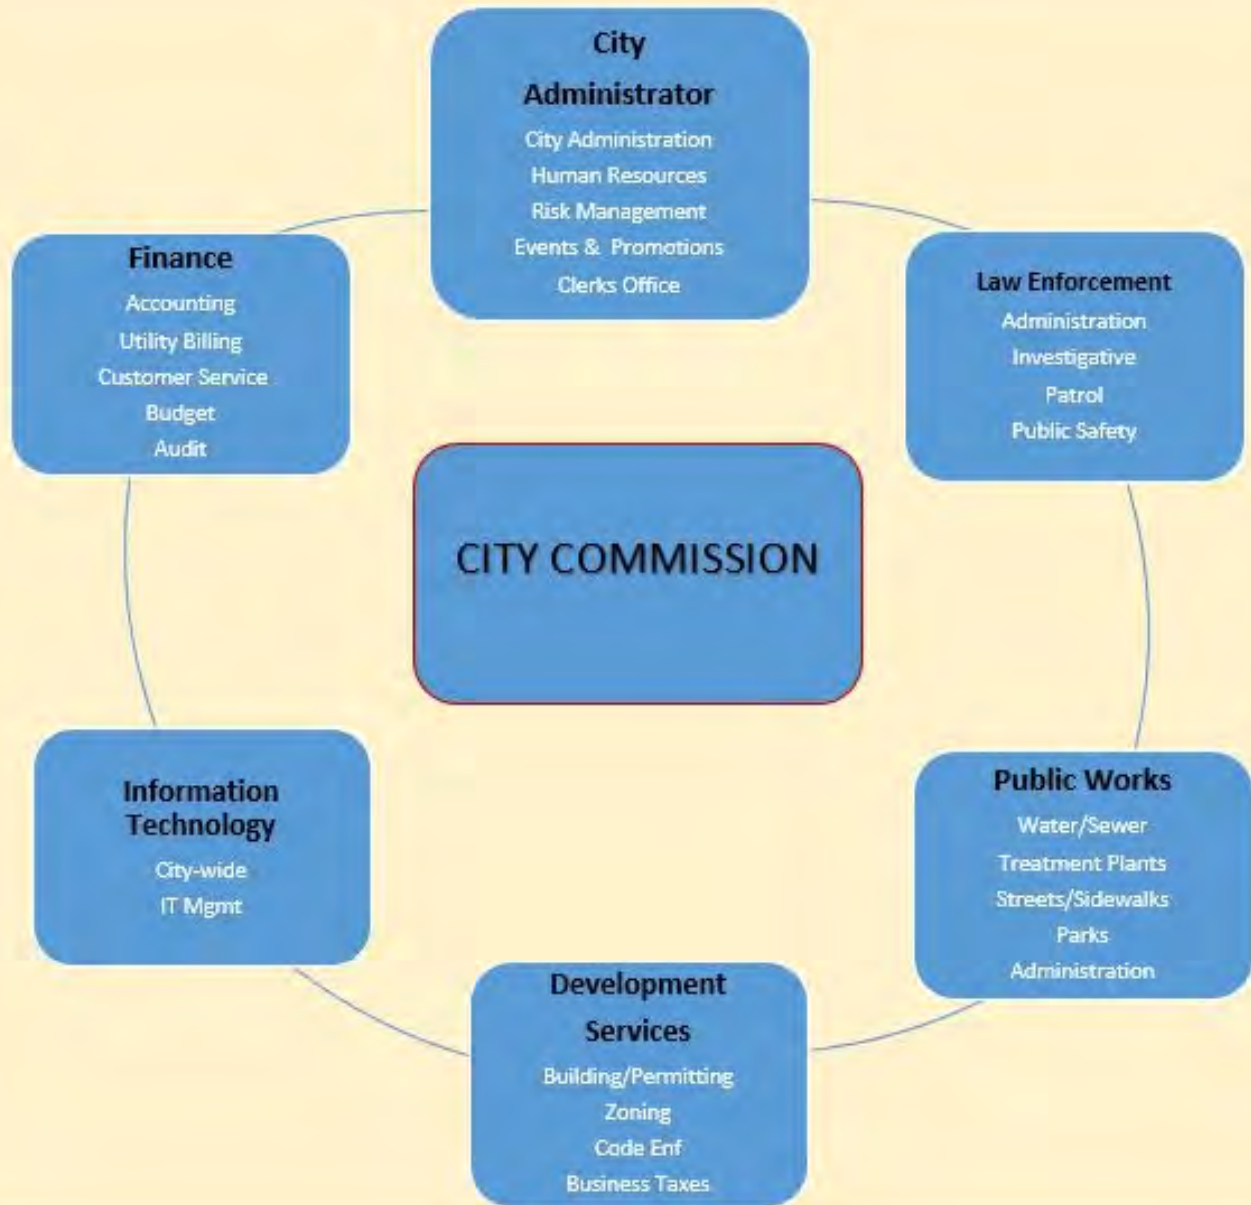 City
Administrator
City Administration
Human Resources
Risk Management
Events & Promotions
Clerks Office
Finance
Accounting
Utility Billing
Customer Service
Budget
Audit
Law Enforcement
Administration
Investigative
Patrol
Public Safety
CITY COMMISSION
Information
Technology
City-wide
IT Mgmt
Public Works
Water/Sewer
Treatment Plants
Streets/Sidewalks
Parks
Administration
Development
Services
Building/Permitting
Zoning
Code Enf
Business Taxes